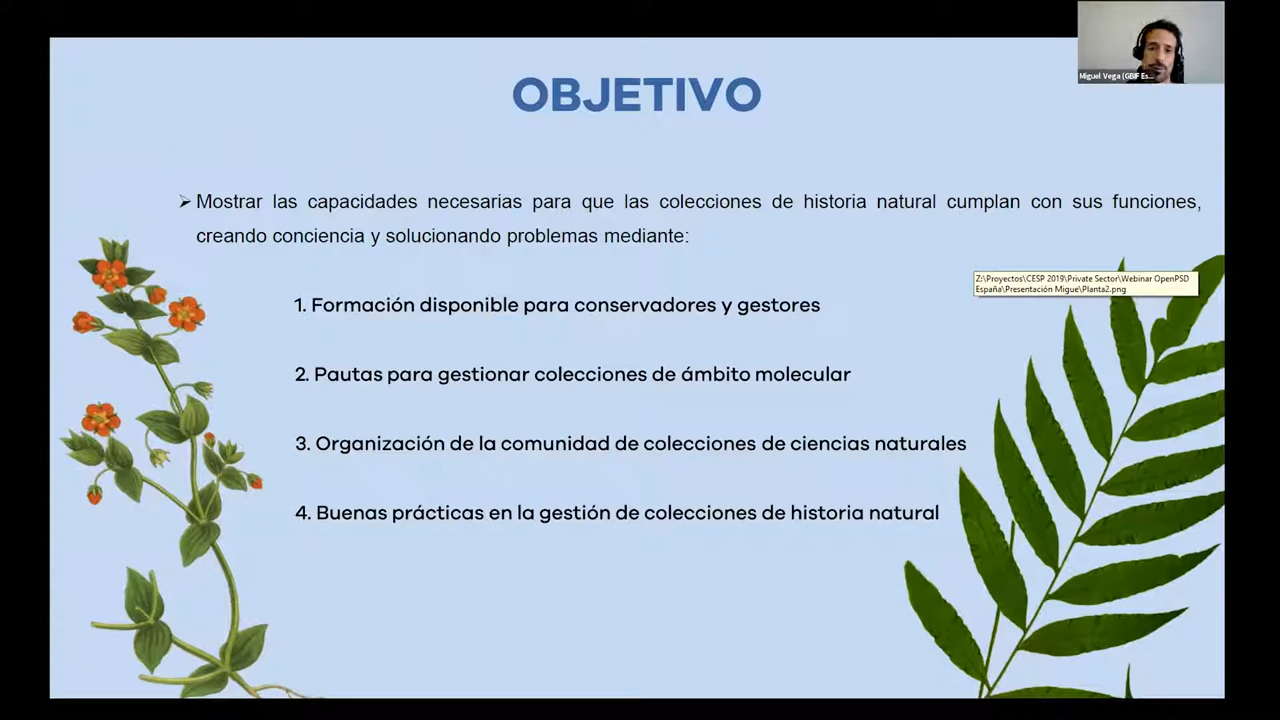 OBJETIVO
Miguel Vega (GBIF Es...
➢ Mostrar las capacidades necesarias para que las colecciones de historia natural cumplan con sus funciones,
creando conciencia y solucionando problemas mediante:
Z:\Proyectos\CESP 2019\Private Sector\Webinar OpenPSD
España\Presentación Migue\Planta2.png
1. Formación disponible para conservadores y gestores
2. Pautas para gestionar colecciones de ámbito molecular
3. Organización de la comunidad de colecciones de ciencias naturales
4. Buenas prácticas en la gestión de colecciones de historia natural